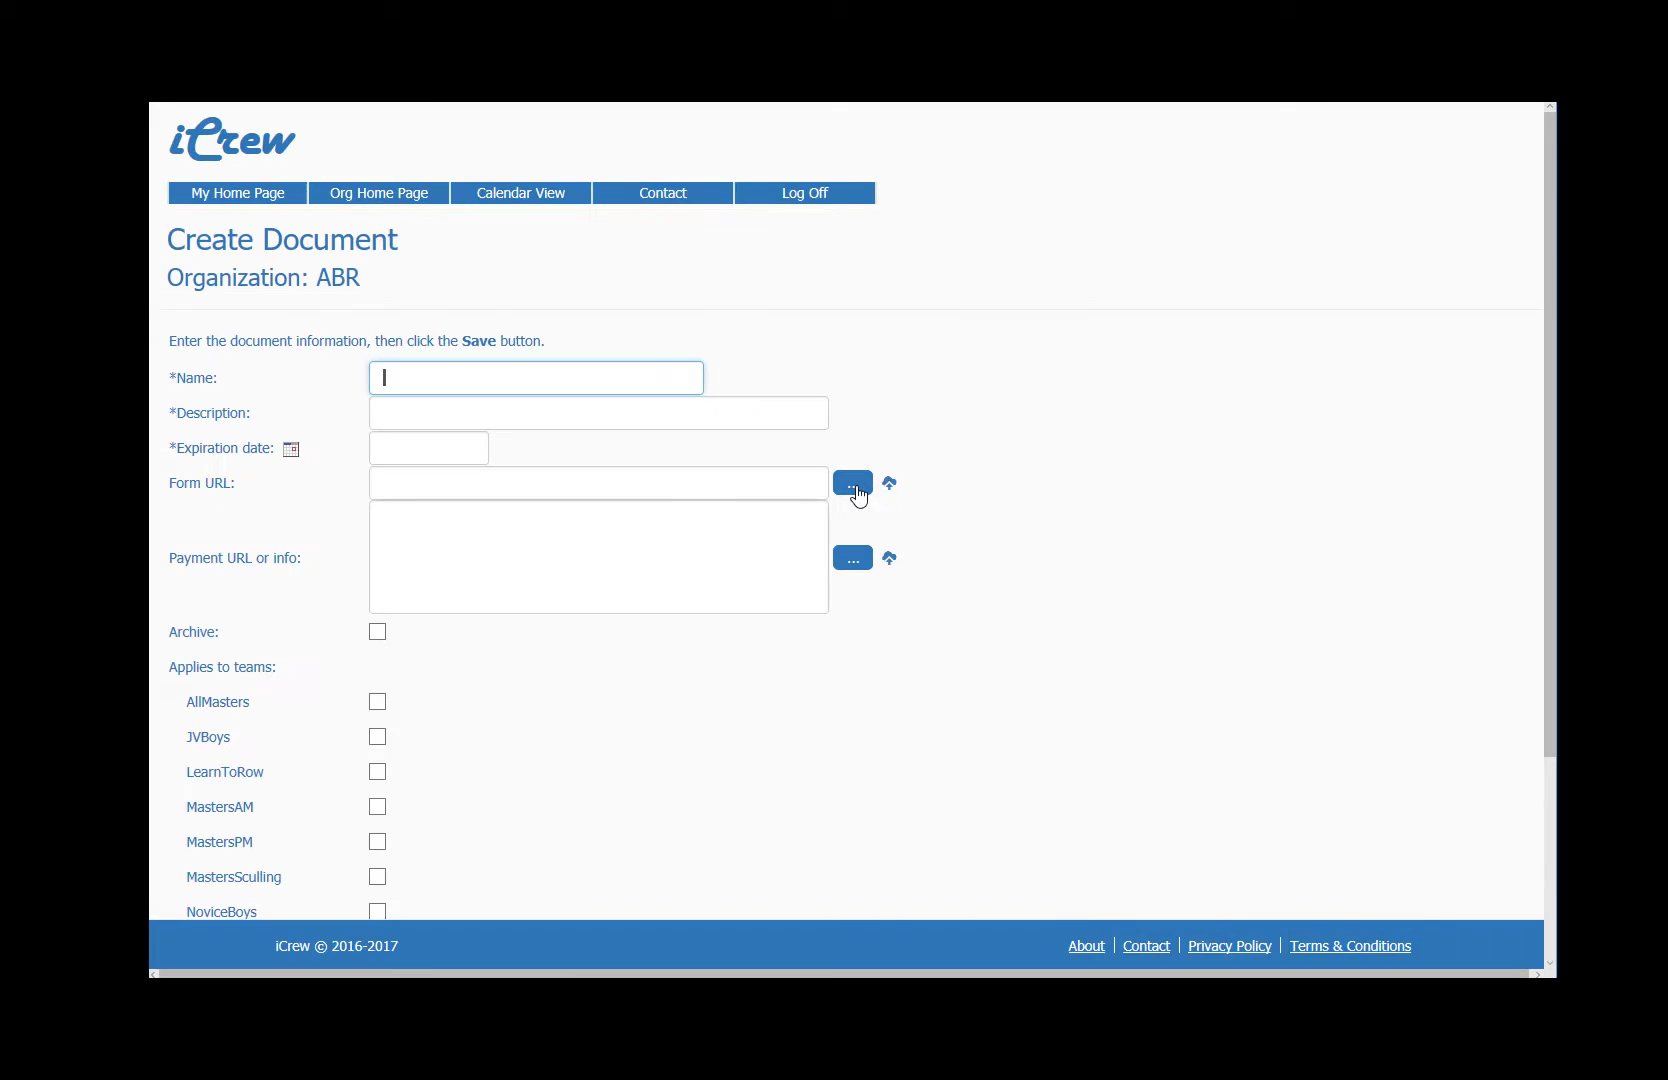 iCrew
My Home Page
Org Home Page
Calendar View
Contact
Log Off
Create Document
Organization: ABR
Enter the document information, then click the Save button.
*Name:
*Description:
*Expiration date:
Form URL:
...
Payment URL or info:
...
Archive:
Applies to teams:
AllMasters
JVBoys
LearnToRow
MastersAM
MastersPM
MastersSculling
NoviceBoys
iCrew © 2016-2017
About
Contact
Privacy Policy
Terms & Conditions